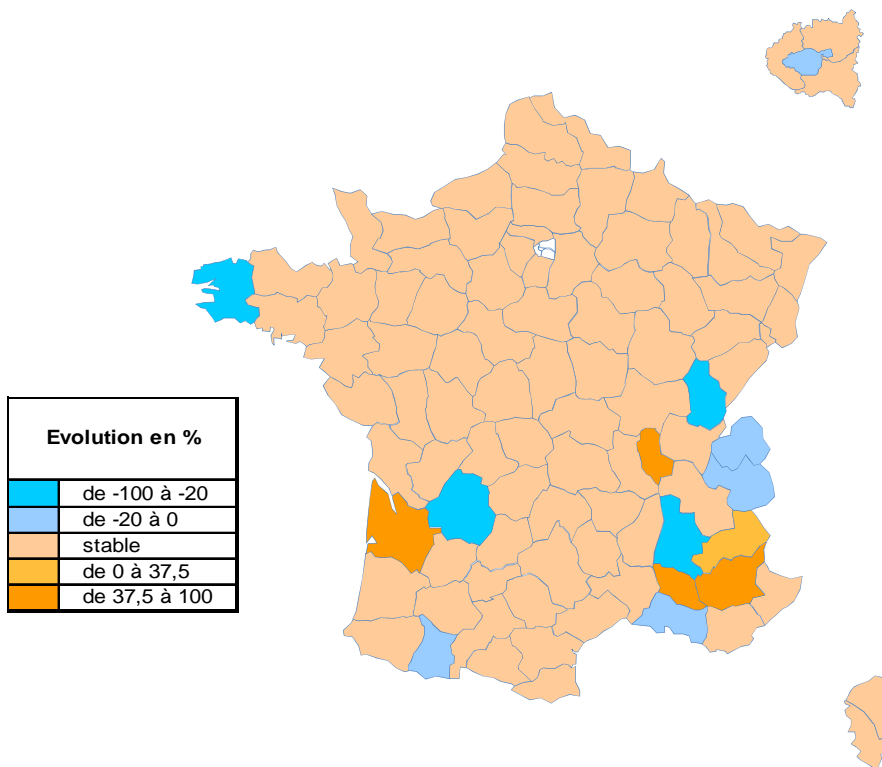 Evolution en %
de -100 à -20
de -20 à 0
stable
de 0 à 37,5
de 37,5 à 100